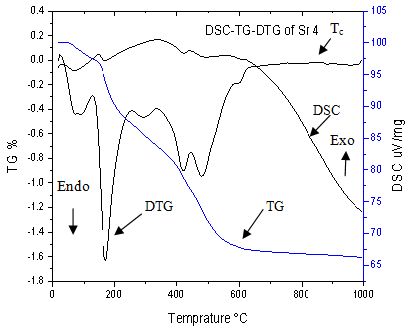 DSC-TG-DTG of Sr 4
Tc
0.4
0.2
0.0
-0.2
-0.4
-0.6
-0.8
-1.0
-1.2
-1.4
-1.6
-1.8
TG %
100
95
90
85
80
75
70
65
DSC uV/mg
DSC
Exo
Endo
DTG
TG
0
200
400
600
800
1000
Temprature °C